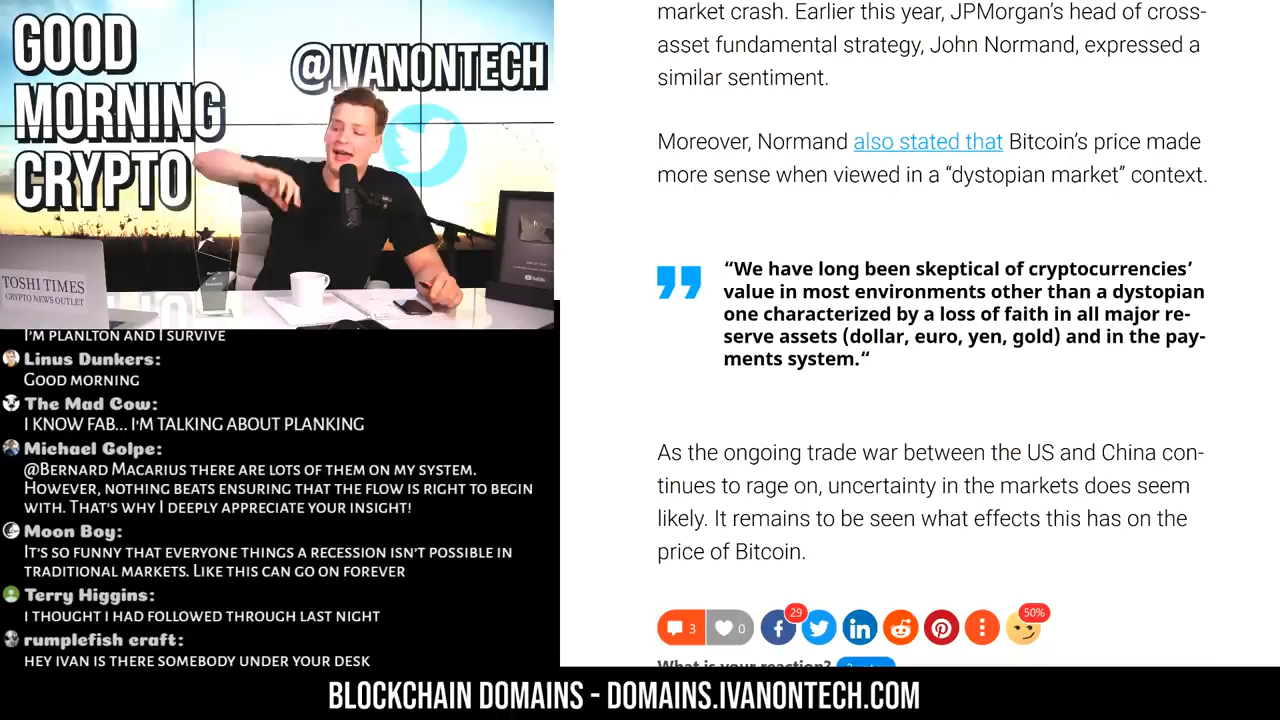 GOOD
MORNING
CRYPTO
@IVANONTECH
TOSHI TIMES
CRYPTO NEWS OUTLET
I'M PLANLTON AND I SURVIVE
Linus Dunkers:
GOOD MORNING
The Mad Cow:
I KNOW FAB... I'M TALKING ABOUT PLANKING
Michael Golpe:
@BERNARD MACARIUS THERE ARE LOTS OF THEM ON MY SYSTEM.
HOWEVER, NOTHING BEATS ENSURING THAT THE FLOW IS RIGHT TO BEGIN
WITH. THAT'S WHY I DEEPLY APPRECIATE YOUR INSIGHT!
Moon Boy:
IT'S SO FUNNY THAT EVERYONE THINGS A RECESSION ISN'T POSSIBLE IN
TRADITIONAL MARKETS. LIKE THIS CAN GO ON FOREVER
Terry Higgins:
I THOUGHT I HAD FOLLOWED THROUGH LAST NIGHT
rumplefish craft:
HEY IVAN IS THERE SOMEBODY UNDER YOUR DESK
market crash. Earlier this year, JPMorgan's head of cross-
asset fundamental strategy, John Normand, expressed a
similar sentiment.
Moreover, Normand also stated that Bitcoin's price made
more sense when viewed in a "dystopian market" context.
"We have long been skeptical of cryptocurrencies'
value in most environments other than a dystopian
one characterized by a loss of faith in all major re-
serve assets (dollar, euro, yen, gold) and in the pay-
ments system."
As the ongoing trade war between the US and China con-
tinues to rage on, uncertainty in the markets does seem
likely. It remains to be seen what effects this has on the
price of Bitcoin.
3 0 29 50%
What is your reaction?
BLOCKCHAIN DOMAINS - DOMAINS.IVANONTECH.COM